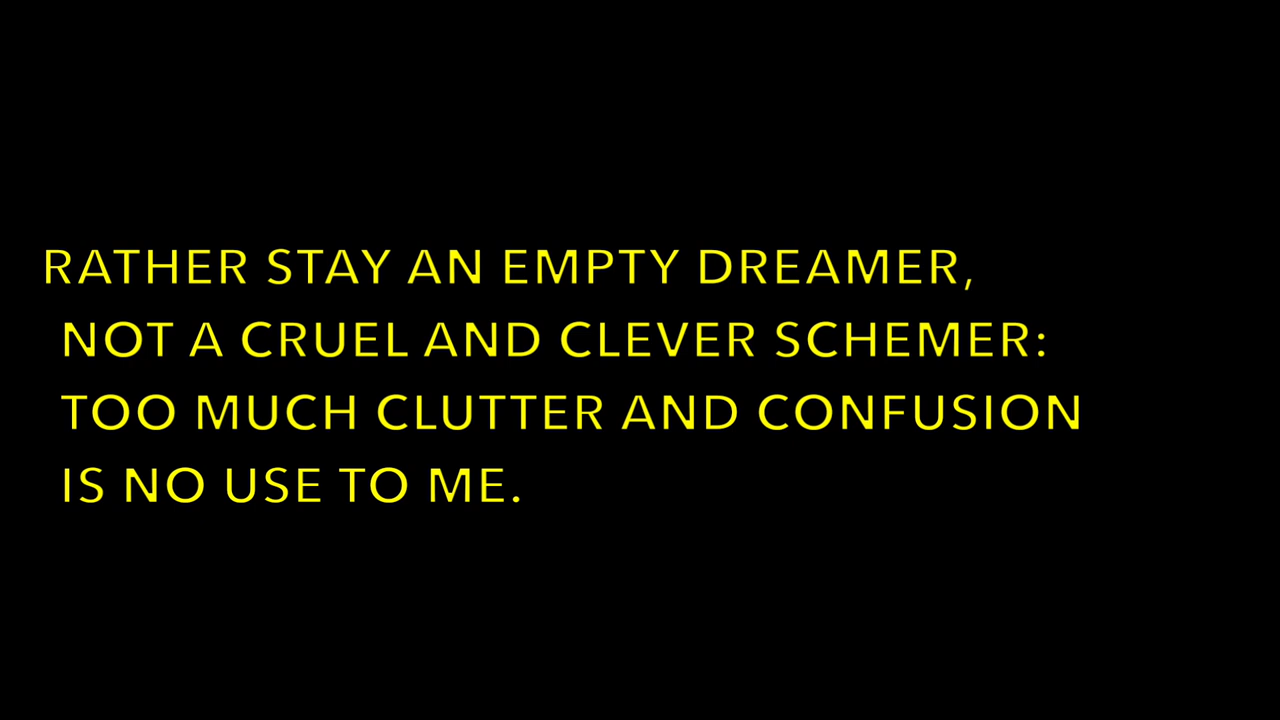 RATHER STAY AN EMPTY DREAMER,
NOT A CRUEL AND CLEVER SCHEMER:
TOO MUCH CLUTTER AND CONFUSION
IS NO USE TO ME.